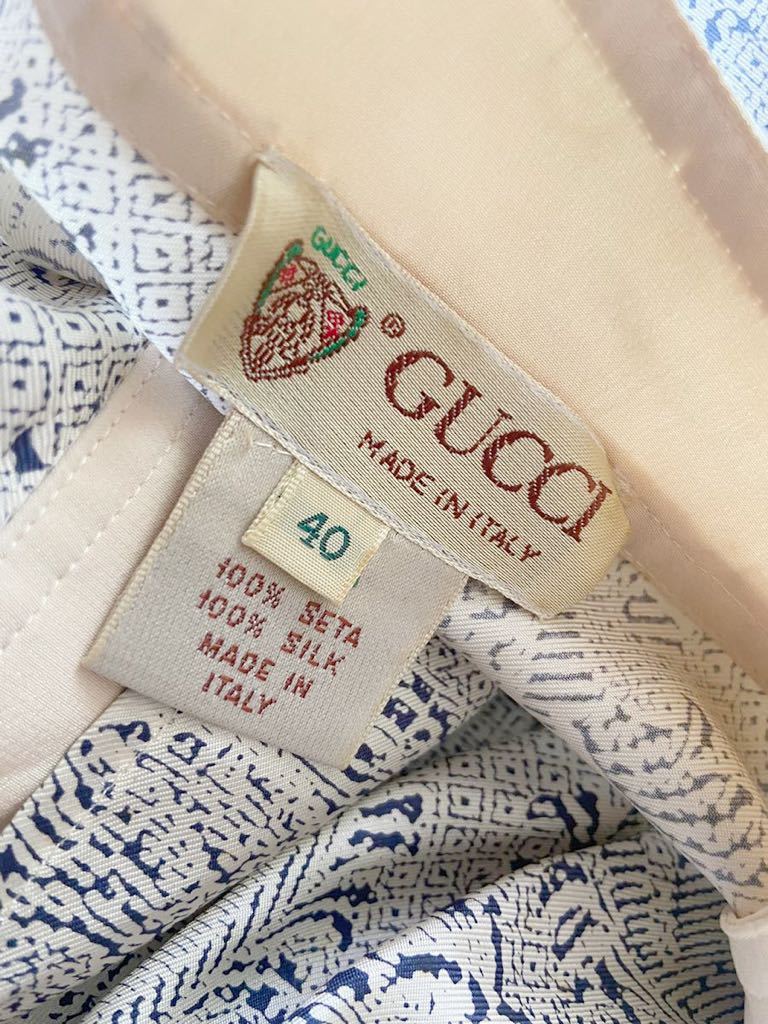 GUCCI
® GUCCI
MADE IN ITALY
40
100% SETA
100% SILK
MADE IN
ITALY